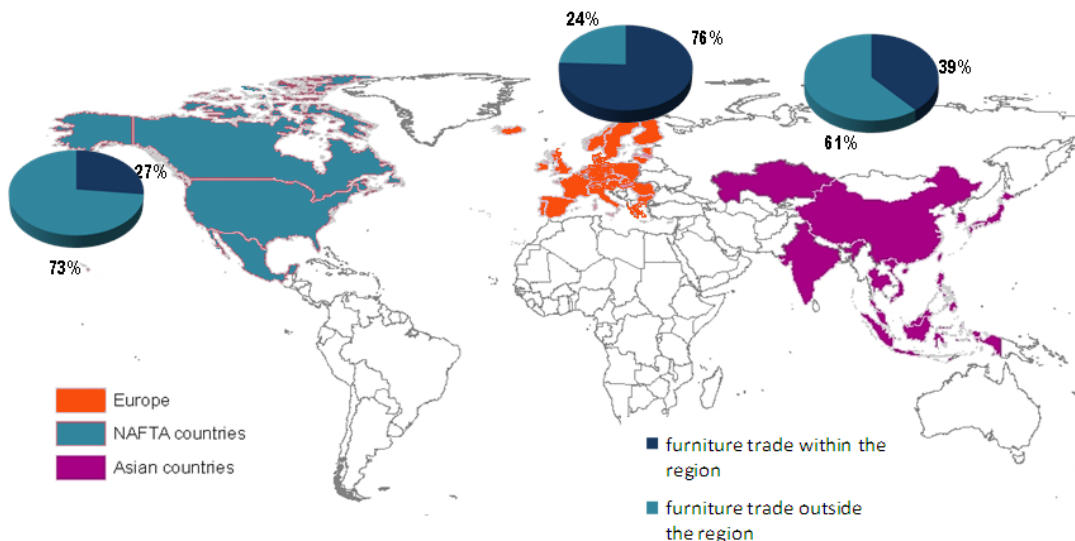 24%
76%
39%
61%
27%
73%
Europe
NAFTA countries
Asian countries
furniture trade within the
region
furniture trade outside
the region